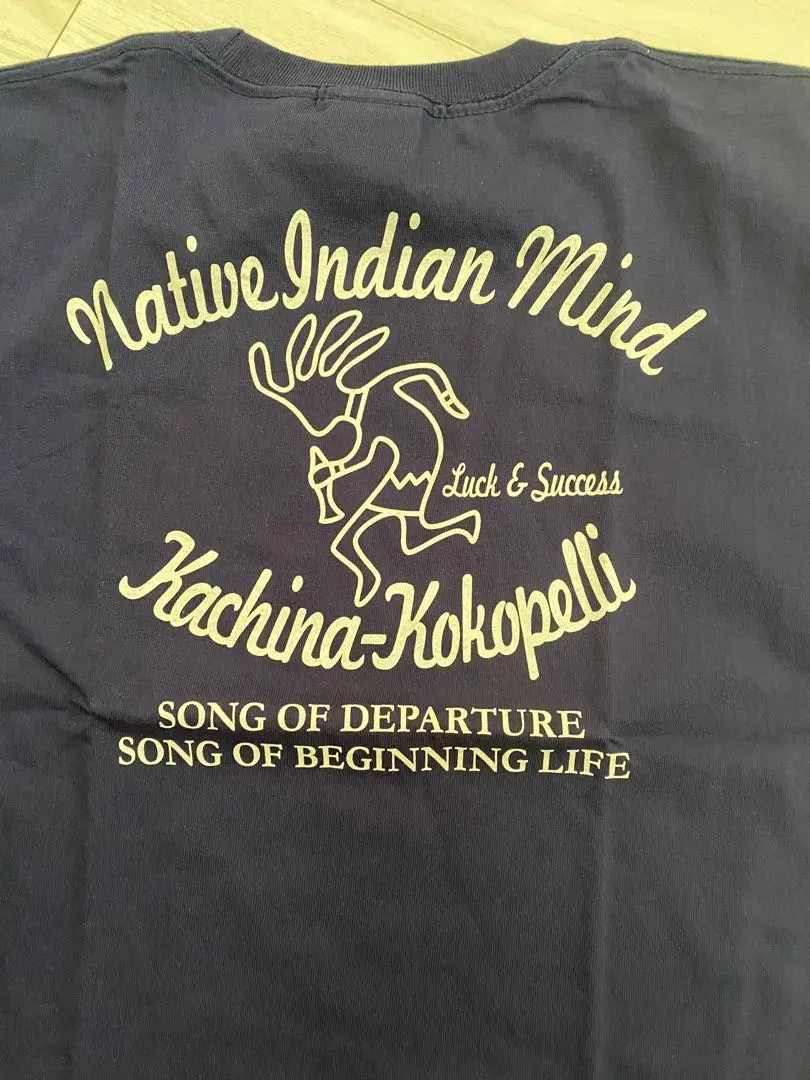 Native Indian Mind
Luck & Success
Kachina-Kokopelli
SONG OF DEPARTURE
SONG OF BEGINNING LIFE